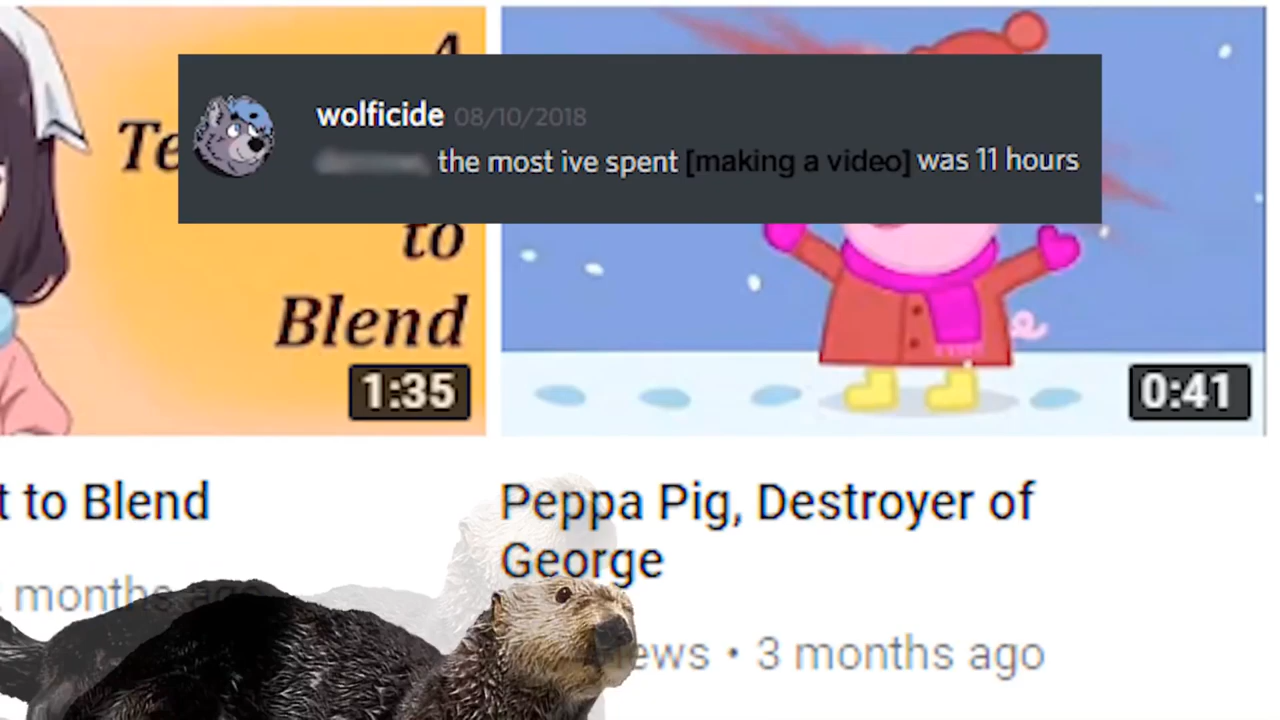 A
Te
to
Blend
wolficide 08/10/2018
the most ive spent [making a video] was 11 hours
1:35
0:41
t to Blend
months ago
Peppa Pig, Destroyer of
George
ews • 3 months ago